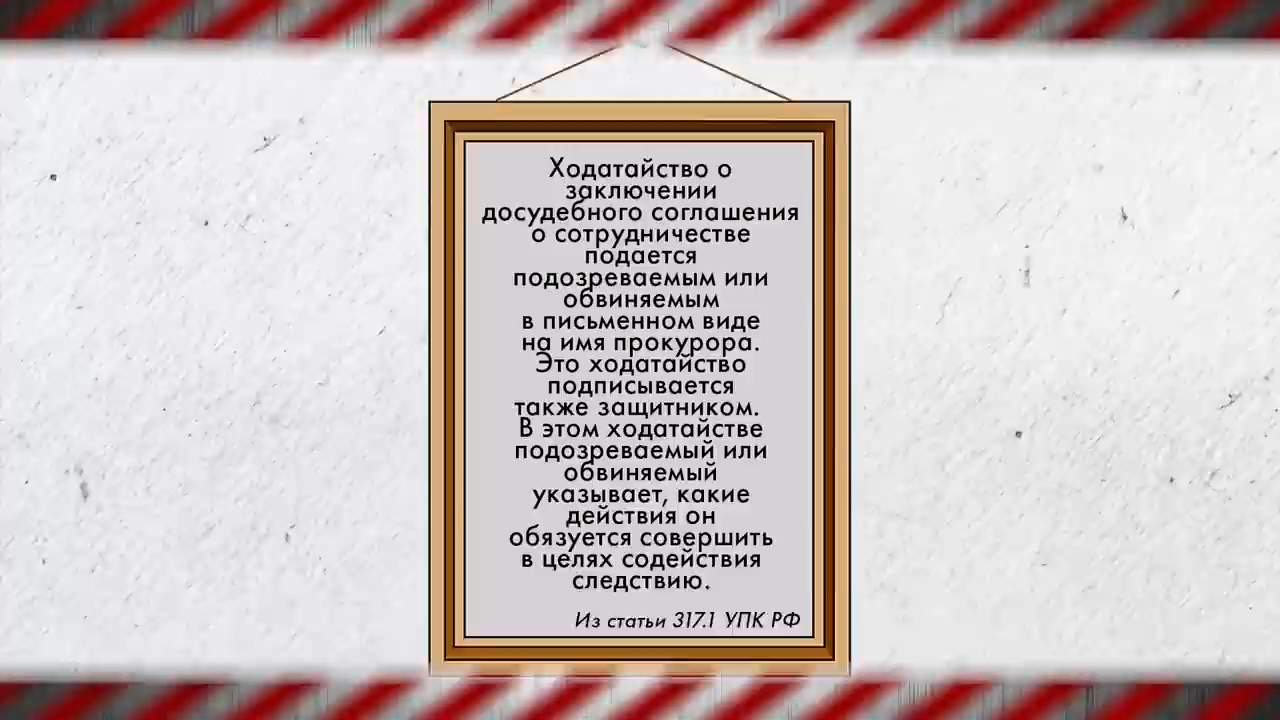 Ходатайство о
заключении
досудебного соглашения
о сотрудничестве
подается
подозреваемым или
обвиняемым
в письменном виде
на имя прокурора.
Это ходатайство
подписывается
также защитником.
В этом ходатайстве
подозреваемый или
обвиняемый
указывает, какие
действия он
обязуется совершить
в целях содействия
следствию.
Из статьи 317.1 УПК РФ